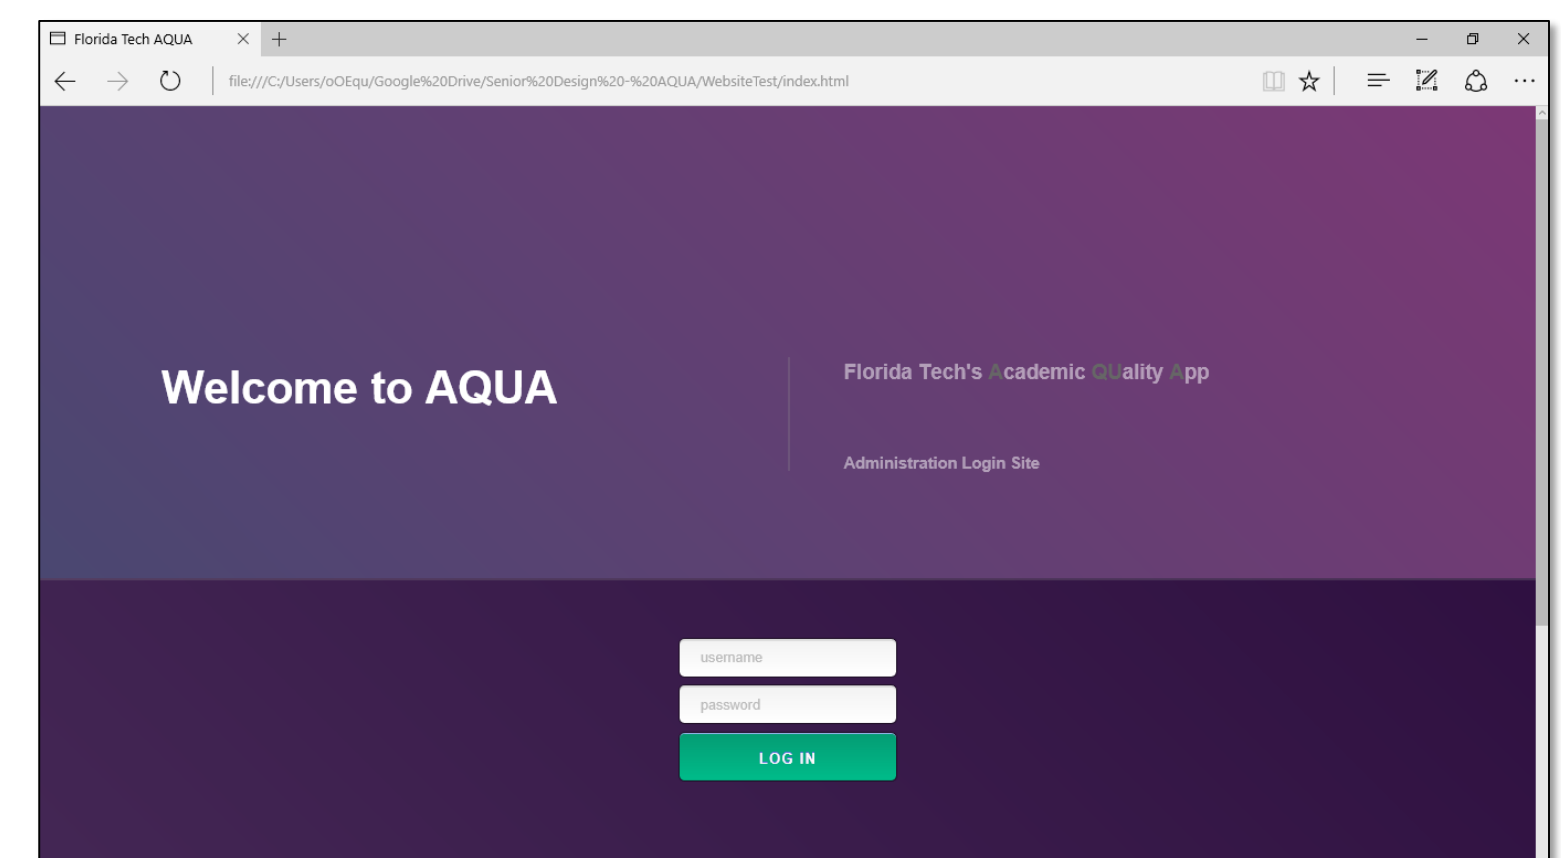 Florida Tech AQUA
file:///C:/Users/oOEqu/Google%20Drive/Senior%20Design%20-%20AQUA/WebsiteTest/index.html
Welcome to AQUA
Florida Tech's Academic QUality App
Administration Login Site
username
password
LOG IN